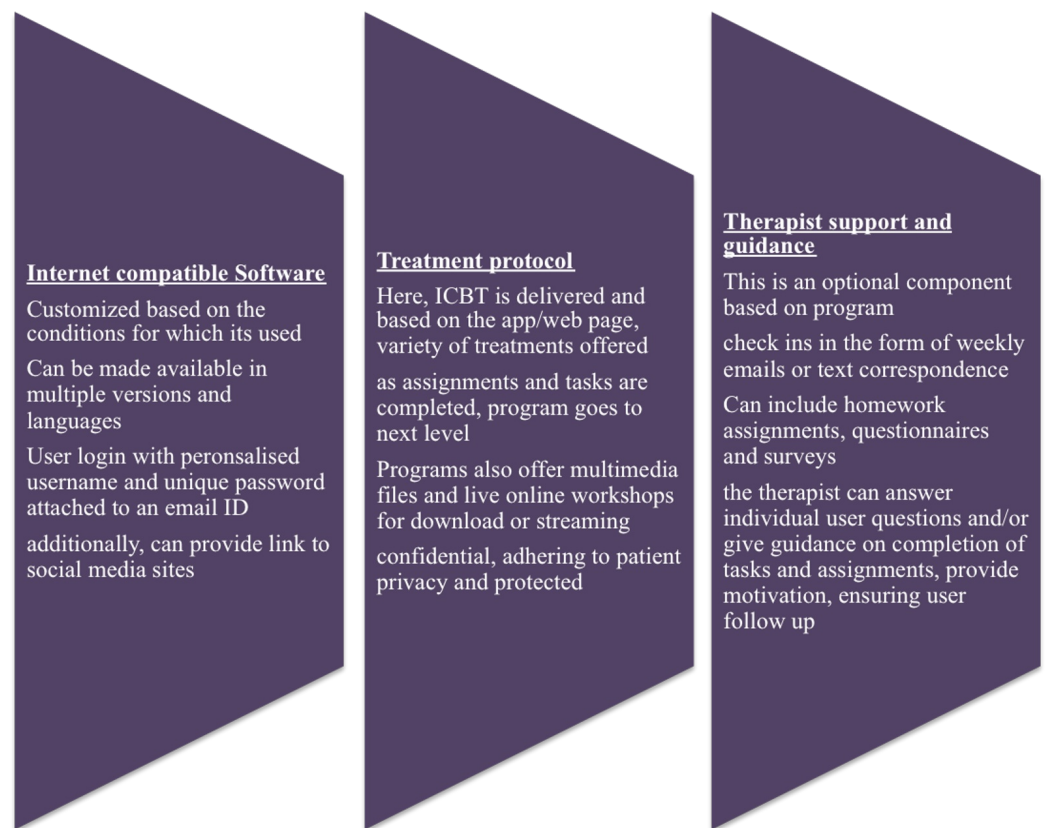 Internet compatible Software
Customized based on the
conditions for which its used
Can be made available in
multiple versions and
languages
User login with peronsalised
username and unique password
attached to an email ID
additionally, can provide link to
social media sites
Treatment protocol
Here, ICBT is delivered and
based on the app/web page,
variety of treatments offered
as assignments and tasks are
completed, program goes to
next level
Programs also offer multimedia
files and live online workshops
for download or streaming
confidential, adhering to patient
privacy and protected
Therapist support and
guidance
This is an optional component
based on program
check ins in the form of weekly
emails or text correspondence
Can include homework
assignments, questionnaires
and surveys
the therapist can answer
individual user questions and/or
give guidance on completion of
tasks and assignments, provide
motivation, ensuring user
follow up